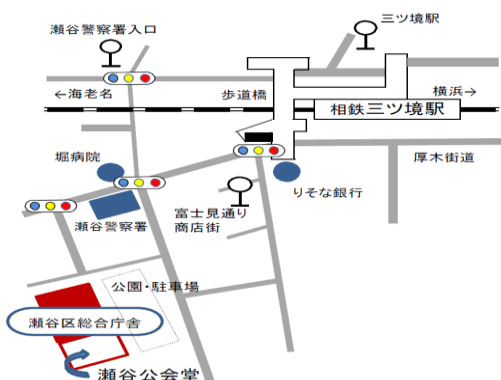 瀬谷警察署入口
三ツ境駅
←海老名
歩道橋
横浜→
相鉄三ツ境駅
堀病院
厚木街道
りそな銀行
富士見通り
商店街
瀬谷警察署
公園・駐車場
瀬谷区総合庁舎
瀬谷公会堂